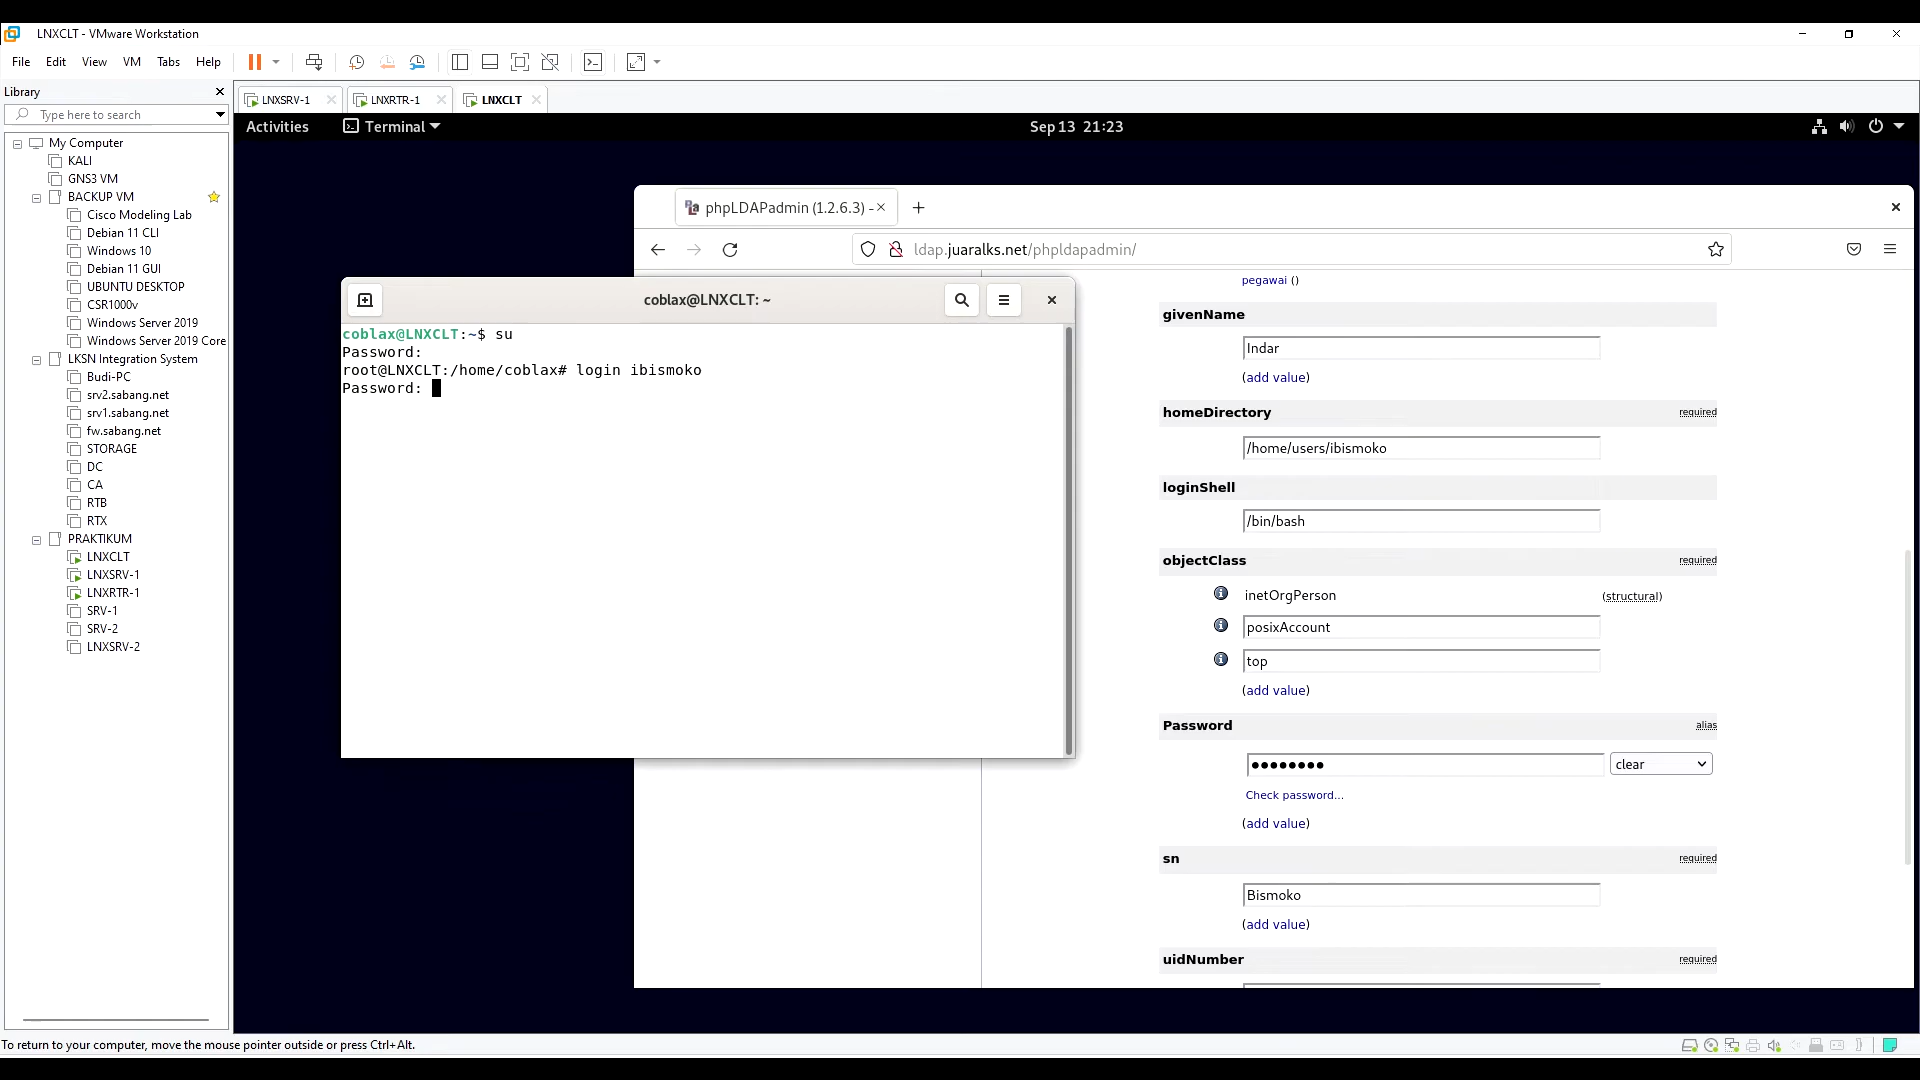 LNXCLT - VMware Workstation
File Edit View VM Tabs Help
Library
Type here to search
My Computer
KALI
GNS3 VM
BACKUP VM
Cisco Modeling Lab
Debian 11 CLI
Windows 10
Debian 11 GUI
UBUNTU DESKTOP
CSR1000v
Windows Server 2019
Windows Server 2019 Core
LKSN Integration System
Budi-PC
srv2.sabang.net
srv1.sabang.net
fw.sabang.net
STORAGE
DC
CA
RTB
RTX
PRAKTIKUM
LNXCLT
LNXSRV-1
LNXRTR-1
SRV-1
SRV-2
LNXSRV-2
LNXSRV-1 LNXRTR-1 LNXCLT
Activities Terminal Sep 13 21:23
phpLDAPadmin (1.2.6.3) -
ldap.juaralks.net/phpldapadmin/
coblax@LNXCLT: ~
coblax@LNXCLT:~$ su
Password:
root@LNXCLT:/home/coblax# login ibismoko
Password:
pegawai ()
givenName
Indar
(add value)
homeDirectory required
/home/users/ibismoko
loginShell
/bin/bash
objectClass required
inetOrgPerson (structural)
posixAccount
top
(add value)
Password alias
●●●●●●●● clear
Check password...
(add value)
sn required
Bismoko
(add value)
uidNumber required
To return to your computer, move the mouse pointer outside or press Ctrl+Alt.